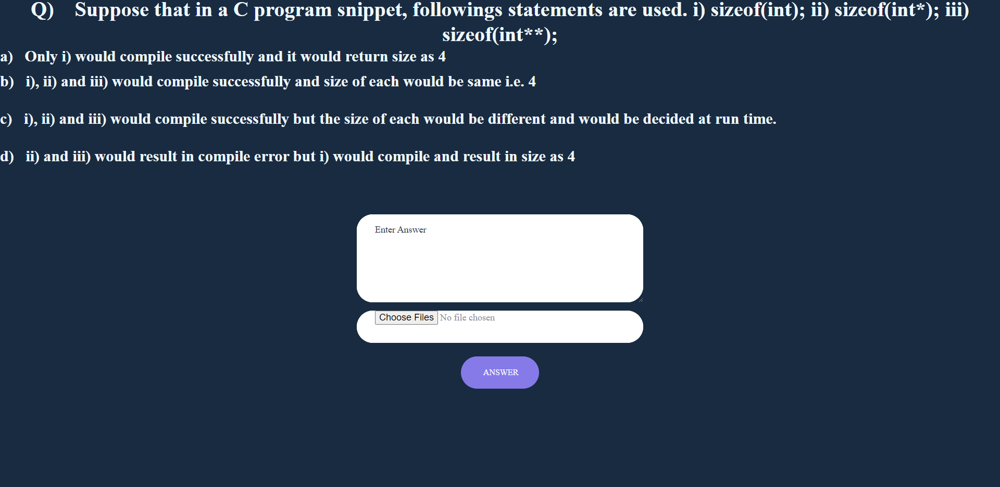 Q) Suppose that in a C program snippet, followings statements are used. i) sizeof(int); ii) sizeof(int*); iii)
sizeof(int**);
a) Only i) would compile successfully and it would return size as 4
b) i), ii) and iii) would compile successfully and size of each would be same i.e. 4
c) i), ii) and iii) would compile successfully but the size of each would be different and would be decided at run time.
d) ii) and iii) would result in compile error but i) would compile and result in size as 4
Enter Answer
Choose Files No file chosen
ANSWER